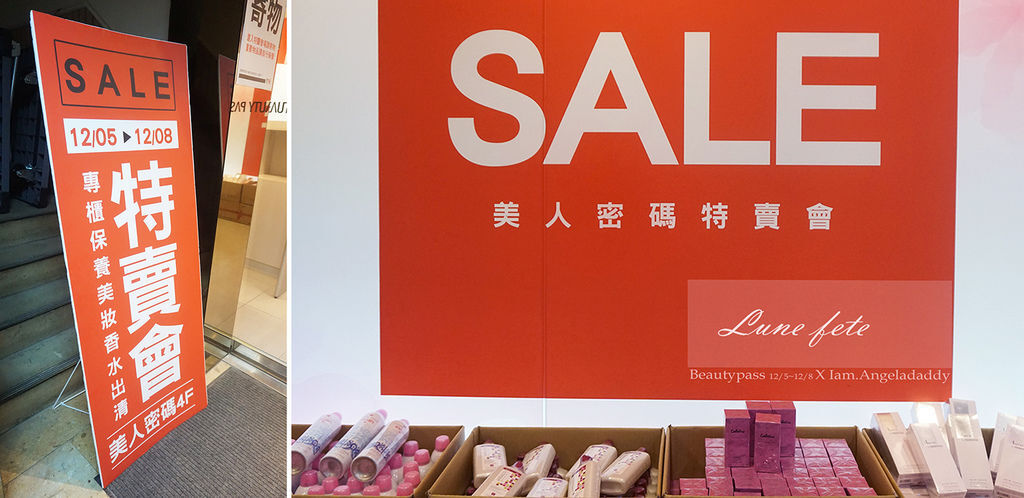 SALE
12/05 ▶ 12/08
特賣會
專櫃保養美妝香水出清
美人密碼4F
寄物
SALE
美人密碼特賣會
Lune fete
Beautypass 12/5~12/8 X Iam.Angeladaddy